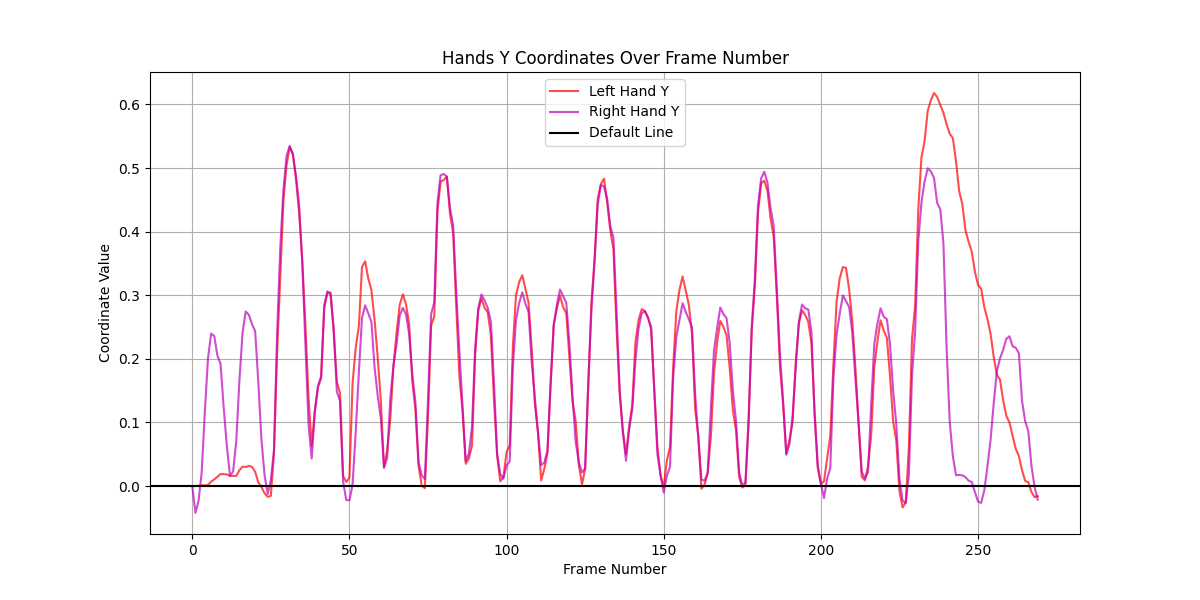 Hands Y Coordinates Over Frame Number
Left Hand Y
Right Hand Y
Default Line
Coordinate Value
0.6
0.5
0.4
0.3
0.2
0.1
0.0
0 50 100 150 200 250
Frame Number